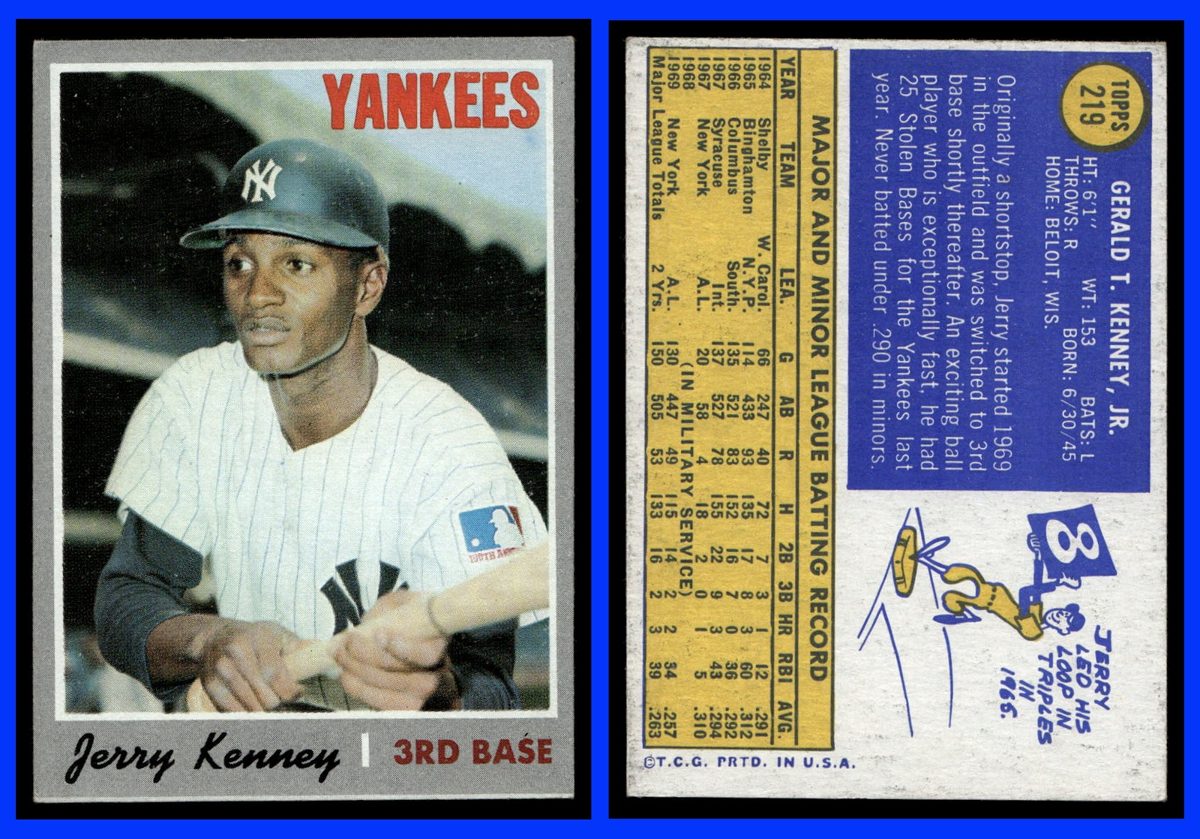 YANKEES
NY
NY
Jerry Kenney | 3RD BASE
TOPPS
219
GERALD T. KENNEY, JR.
HT: 6'1" WT: 153 BATS: L
THROWS: R BORN: 6/30/45
HOME: BELOIT, WIS.
Originally a shortstop, Jerry started 1969
in the outfield and was switched to 3rd
base shortly thereafter. An exciting ball
player who is exceptionally fast, he had
25 Stolen Bases for the Yankees last
year. Never batted under .290 in minors.
8
JERRY
LED HIS
LOOP IN
TRIPLES
IN
1966.
MAJOR AND MINOR LEAGUE BATTING RECORD
YEAR TEAM LEA. G AB R H 2B 3B HR RBI AVG.
1964 Shelby W. Carol. 66 247 40 72 7 3 1 12 .291
1965 Binghamton N.Y.P. 114 433 93 135 17 8 3 60 .312
1966 Columbus South. 135 521 83 152 16 7 0 36 .292
1967 Syracuse Int. 137 527 78 155 22 9 3 43 .294
1967 New York A.L. 20 58 4 18 2 0 1 5 .310
1968 (IN MILITARY SERVICE)
1969 New York A.L. 130 447 49 115 14 2 2 34 .257
Major League Totals 2 Yrs. 150 505 53 133 16 2 3 39 .263
©T.C.G. PRTD. IN U.S.A.